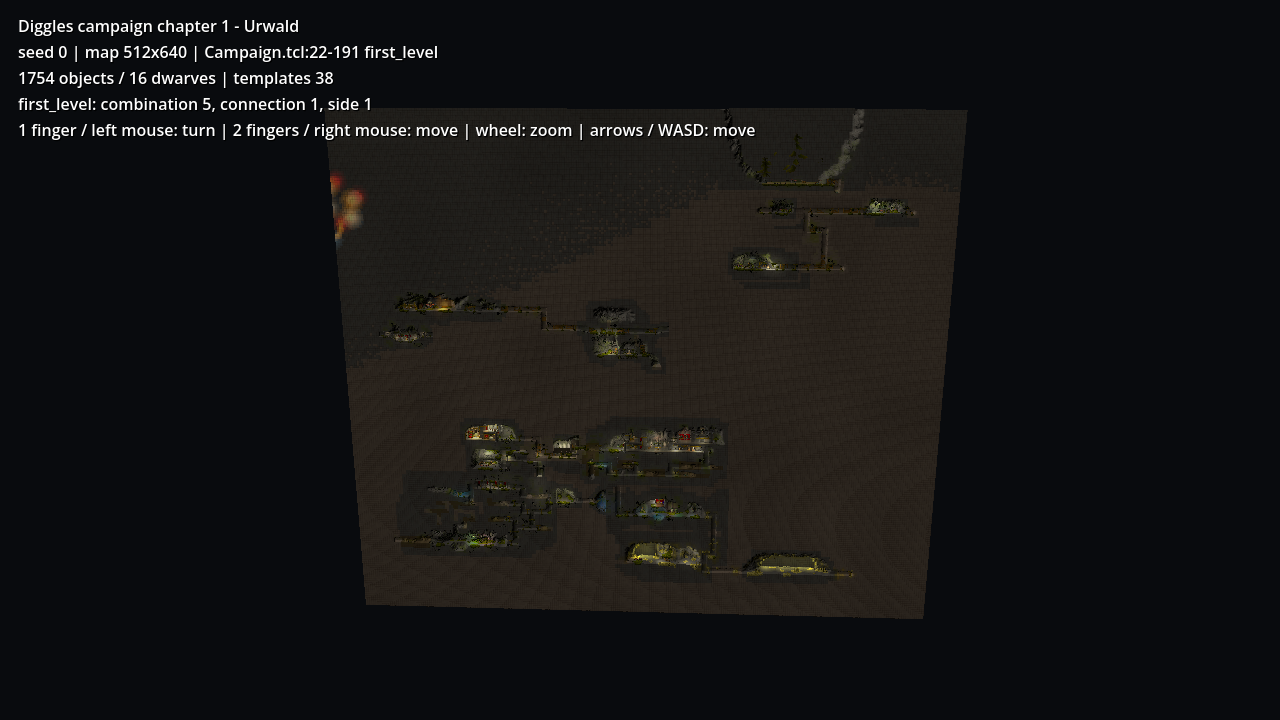 Diggles campaign chapter 1 - Urwald
seed 0 | map 512x640 | Campaign.tcl:22-191 first_level
1754 objects / 16 dwarves | templates 38
first_level: combination 5, connection 1, side 1
1 finger / left mouse: turn | 2 fingers / right mouse: move | wheel: zoom | arrows / WASD: move